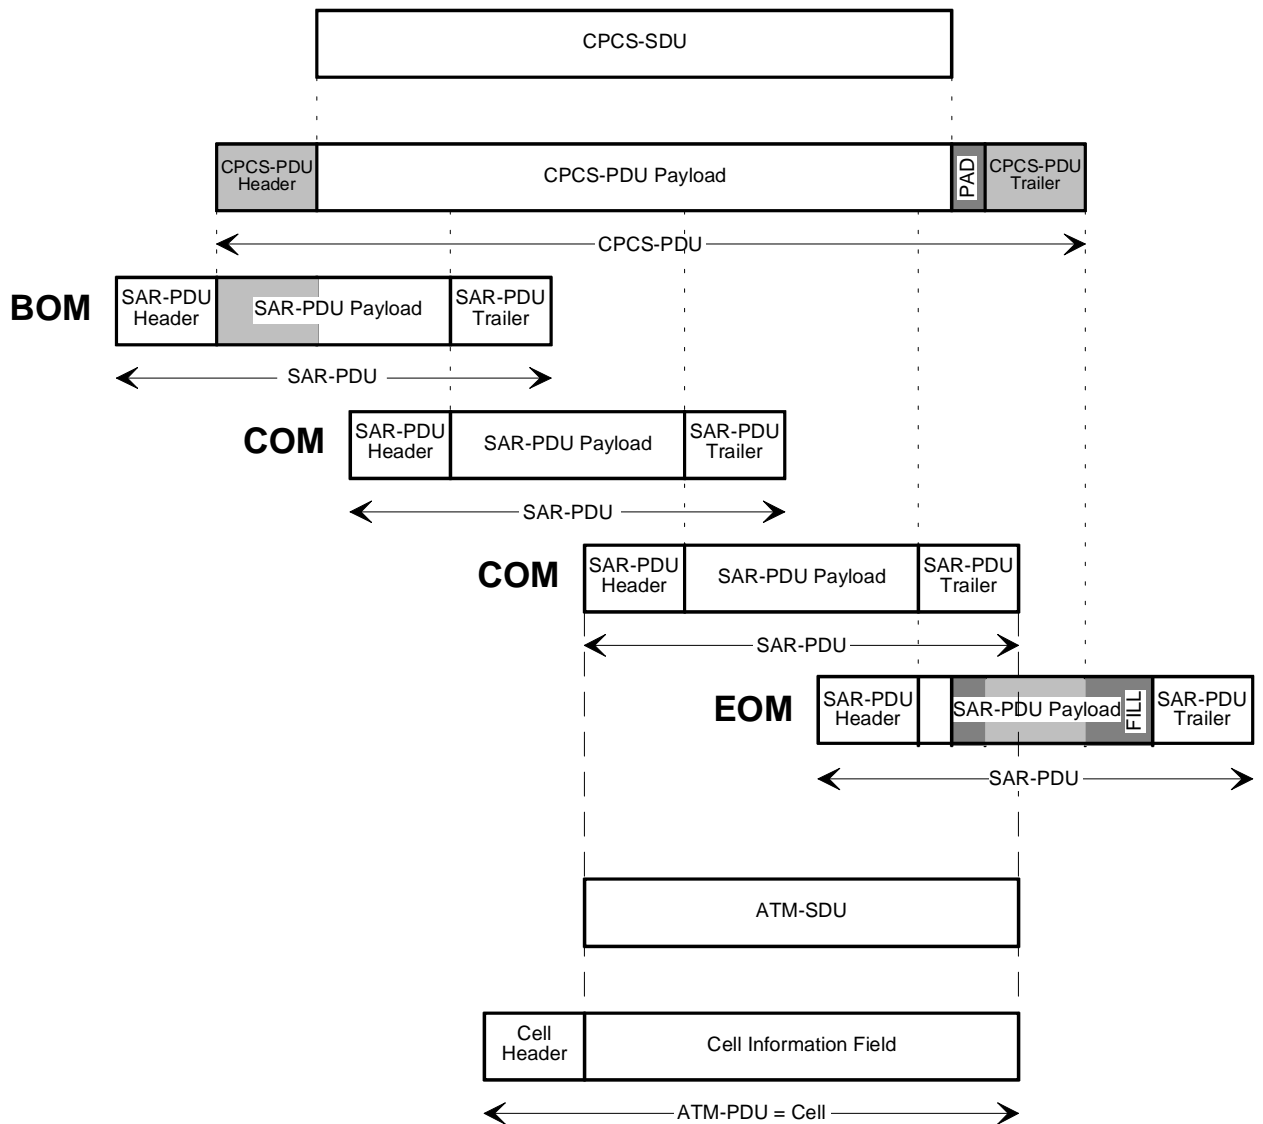 CPCS-SDU
CPCS-PDU
Header
CPCS-PDU Payload
PAD
CPCS-PDU
Trailer
CPCS-PDU
BOM
SAR-PDU
Header
SAR-PDU Payload
SAR-PDU
Trailer
SAR-PDU
COM
SAR-PDU
Header
SAR-PDU Payload
SAR-PDU
Trailer
SAR-PDU
COM
SAR-PDU
Header
SAR-PDU Payload
SAR-PDU
Trailer
SAR-PDU
EOM
SAR-PDU
Header
SAR-PDU Payload
FILL
SAR-PDU
Trailer
SAR-PDU
ATM-SDU
Cell
Header
Cell Information Field
ATM-PDU = Cell